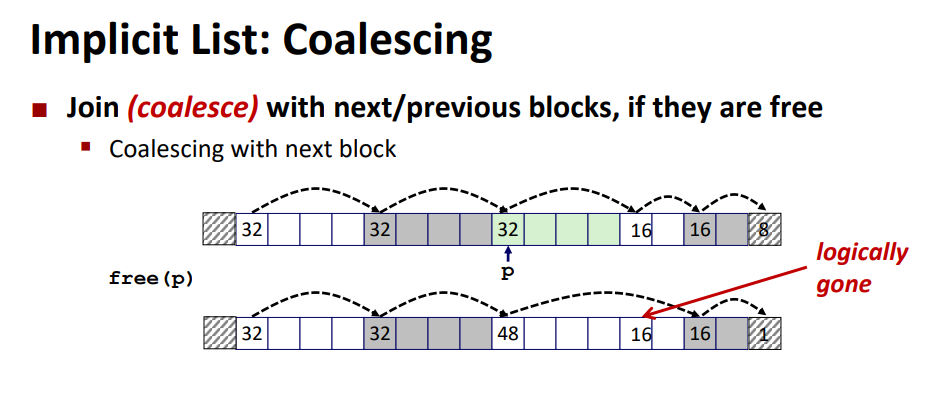 Implicit List: Coalescing
Join (coalesce) with next/previous blocks, if they are free
Coalescing with next block
32 32 32 16 16 8
p
logically
gone
free(p)
32 32 48 16 16 1